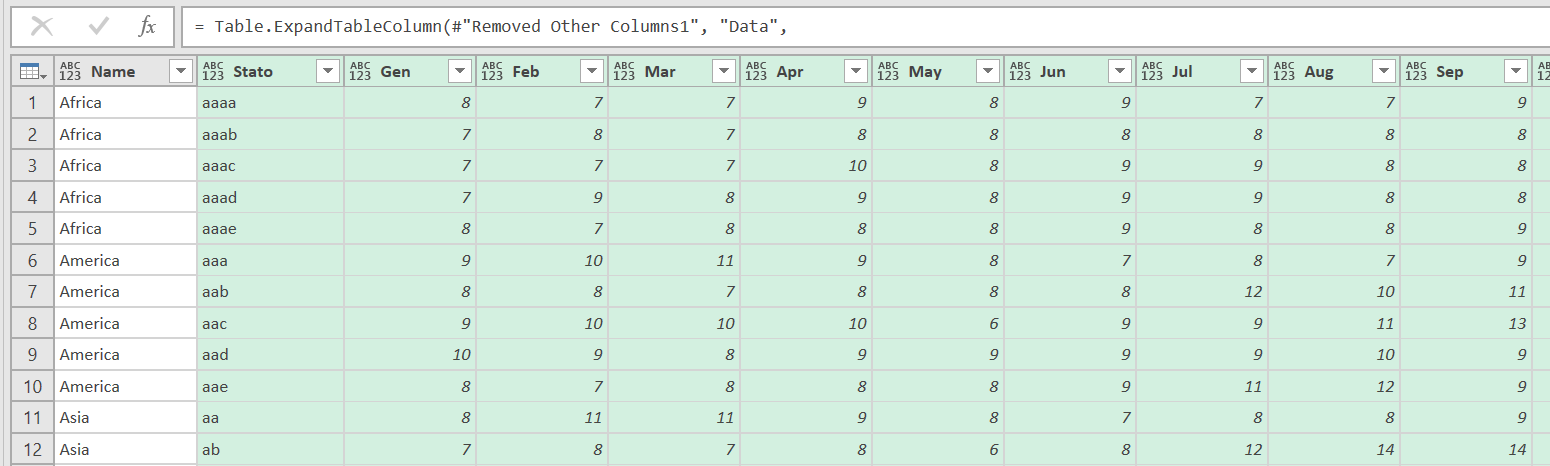 fx = Table.ExpandTableColumn(#"Removed Other Columns1", "Data",
ABC 123 Name ABC 123 Stato ABC 123 Gen ABC 123 Feb ABC 123 Mar ABC 123 Apr ABC 123 May ABC 123 Jun ABC 123 Jul ABC 123 Aug ABC 123 Sep
1 Africa aaaa 8 7 7 9 8 9 7 7 9
2 Africa aaab 7 8 7 8 8 8 8 8 8
3 Africa aaac 7 7 7 10 8 9 9 8 8
4 Africa aaad 7 9 8 9 8 9 9 8 8
5 Africa aaae 8 7 8 8 8 9 8 8 9
6 America aaa 9 10 11 9 8 7 8 7 9
7 America aab 8 8 7 8 8 8 12 10 11
8 America aac 9 10 10 10 6 9 9 11 13
9 America aad 10 9 8 9 9 9 9 10 9
10 America aae 8 7 8 8 8 9 11 12 9
11 Asia aa 8 11 11 9 8 7 8 8 9
12 Asia ab 7 8 7 8 6 8 12 14 14